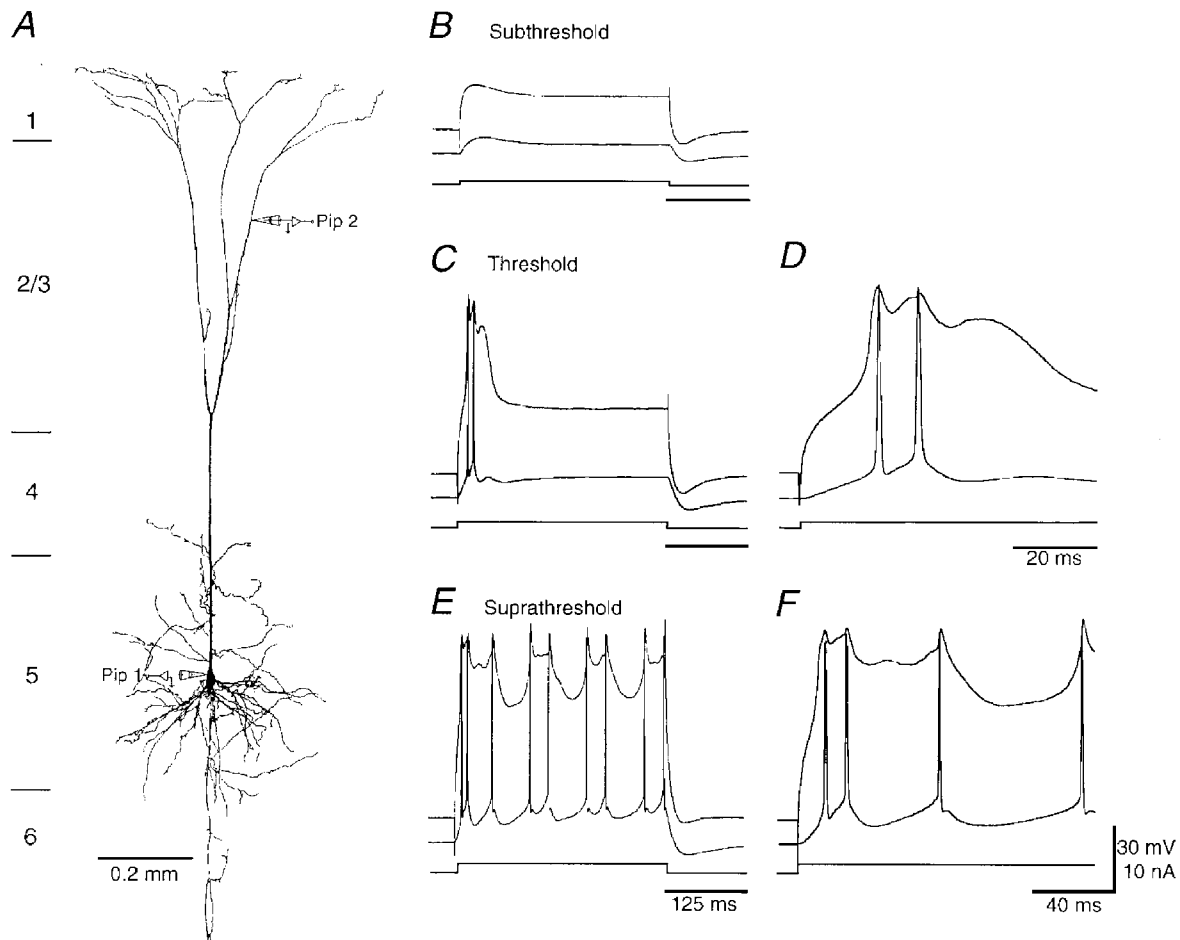 A
1
2/3
4
5
6
Pip 2
Pip 1
0.2 mm
B Subthreshold
C Threshold
D
20 ms
E Suprathreshold
F
125 ms
30 mV
10 nA
40 ms